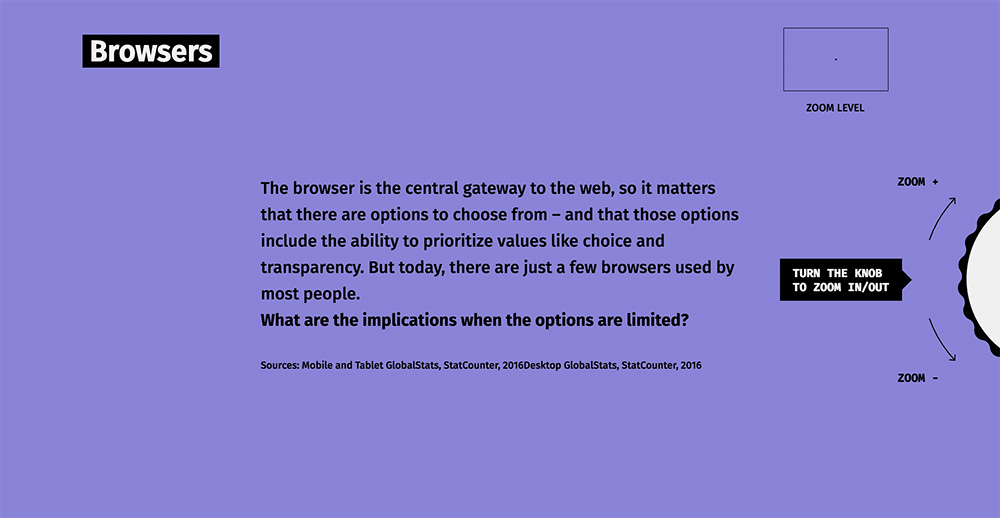 Browsers
ZOOM LEVEL
The browser is the central gateway to the web, so it matters
that there are options to choose from – and that those options
include the ability to prioritize values like choice and
transparency. But today, there are just a few browsers used by
most people.
What are the implications when the options are limited?
Sources: Mobile and Tablet GlobalStats, StatCounter, 2016Desktop GlobalStats, StatCounter, 2016
ZOOM +
TURN THE KNOB
TO ZOOM IN/OUT
ZOOM -